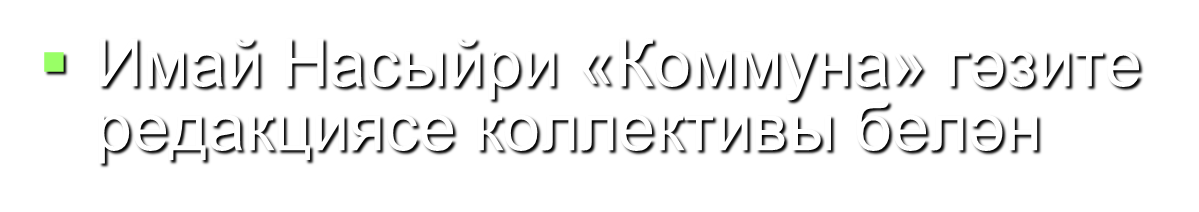 Имай Насыйри «Коммуна» гәзите
редакциясе коллективы белән